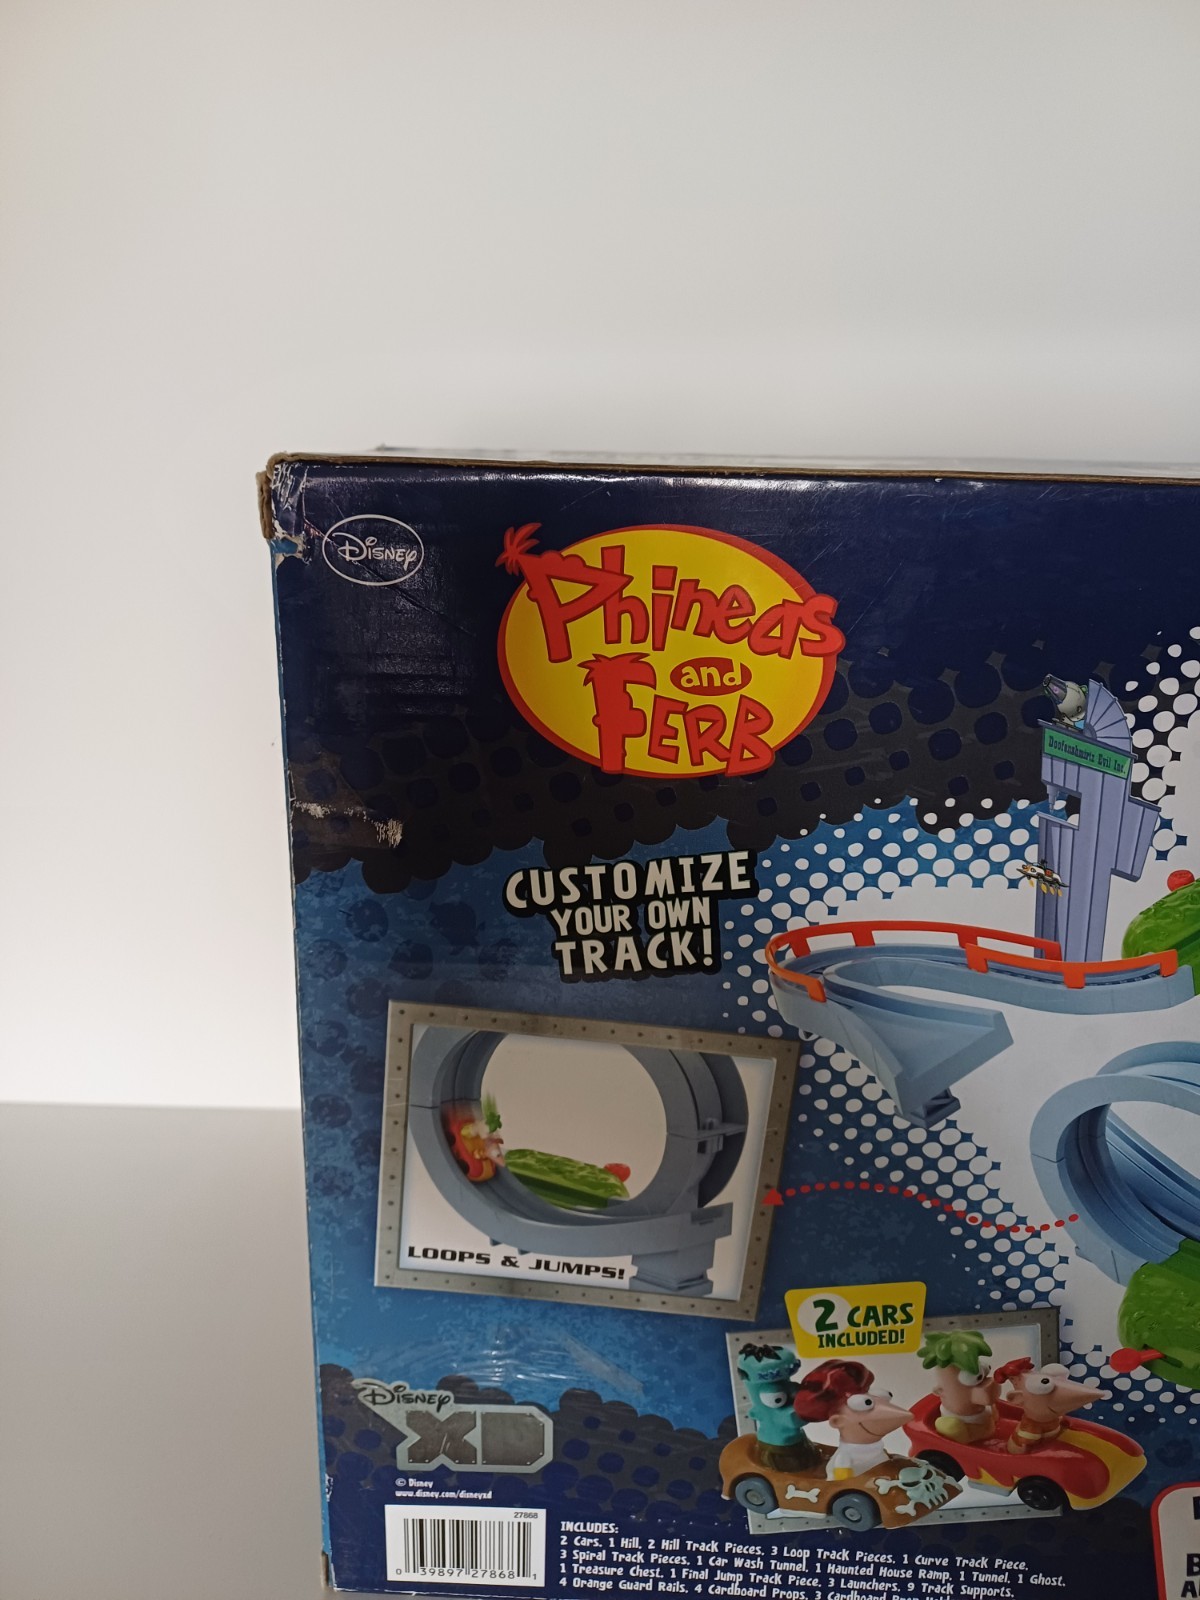 Disney
Phineas
and
Ferb
Doofenshmirtz Evil Inc.
CUSTOMIZE
YOUR OWN
TRACK!
LOOPS & JUMPS!
2 CARS
INCLUDED!
Disney
XD
© Disney
www.disney.com/disneyxd
27868
0 39897 27868 1
INCLUDES:
2 Cars, 1 Hill, 2 Hill Track Pieces, 3 Loop Track Pieces, 1 Curve Track Piece,
3 Spiral Track Pieces, 1 Car Wash Tunnel, 1 Haunted House Ramp, 1 Tunnel, 1 Ghost,
1 Treasure Chest, 1 Final Jump Track Piece, 3 Launchers, 9 Track Supports,
4 Orange Guard Rails, 4 Cardboard Props, 3 Cardboard Prop